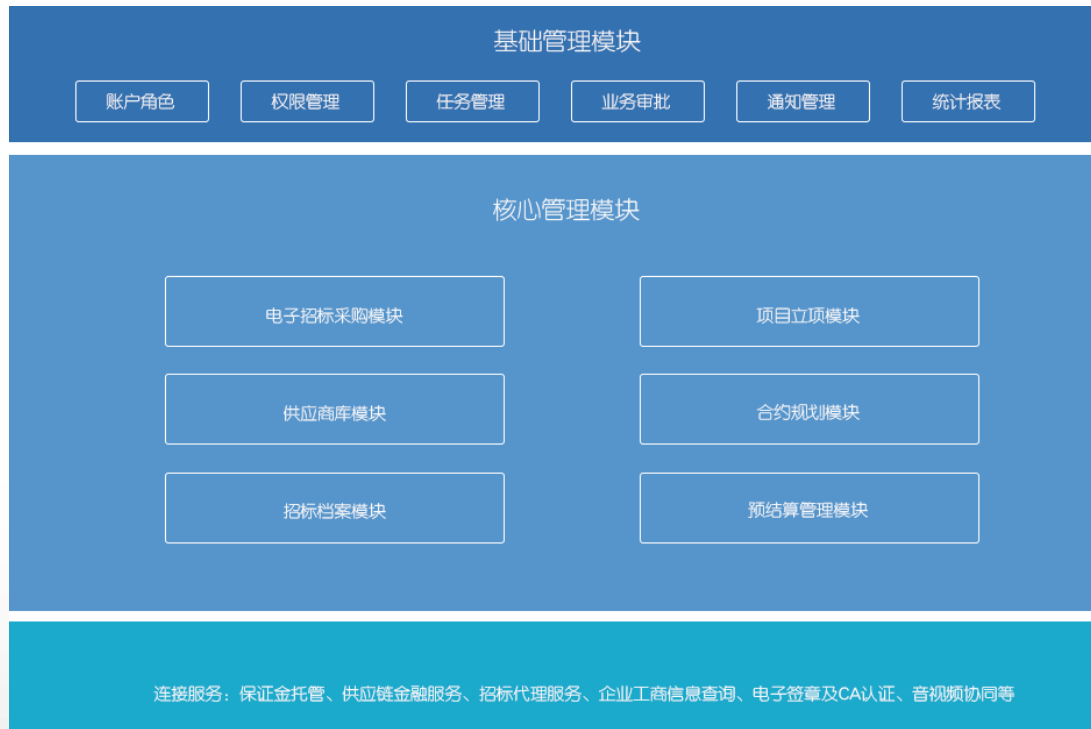 基础管理模块
账户角色 权限管理 任务管理 业务审批 通知管理 统计报表
核心管理模块
电子招标采购模块 项目立项模块
供应商库模块 合约规划模块
招标档案模块 预结算管理模块
连接服务：保证金托管、供应链金融服务、招标代理服务、企业工商信息查询、电子签章及CA认证、音视频协同等